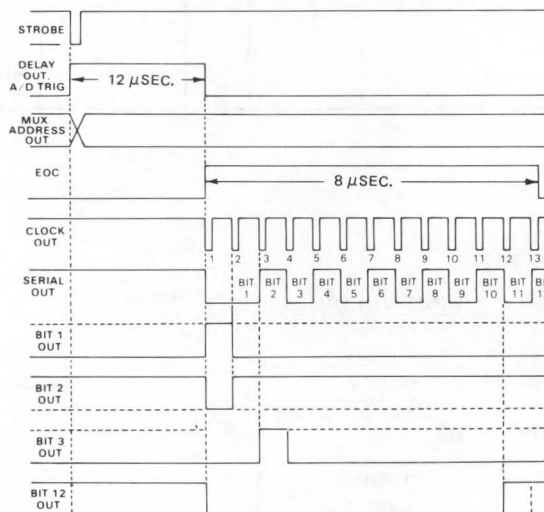 STROBE
DELAY
OUT.
A/D TRIG
12 μSEC.
MUX
ADDRESS
OUT
EOC
8 μSEC.
CLOCK
OUT
1 2 3 4 5 6 7 8 9 10 11 12 13
SERIAL
OUT
BIT 1 BIT 2 BIT 3 BIT 4 BIT 5 BIT 6 BIT 7 BIT 8 BIT 9 BIT 10 BIT 11
BIT 1
OUT
BIT 2
OUT
BIT 3
OUT
BIT 12
OUT